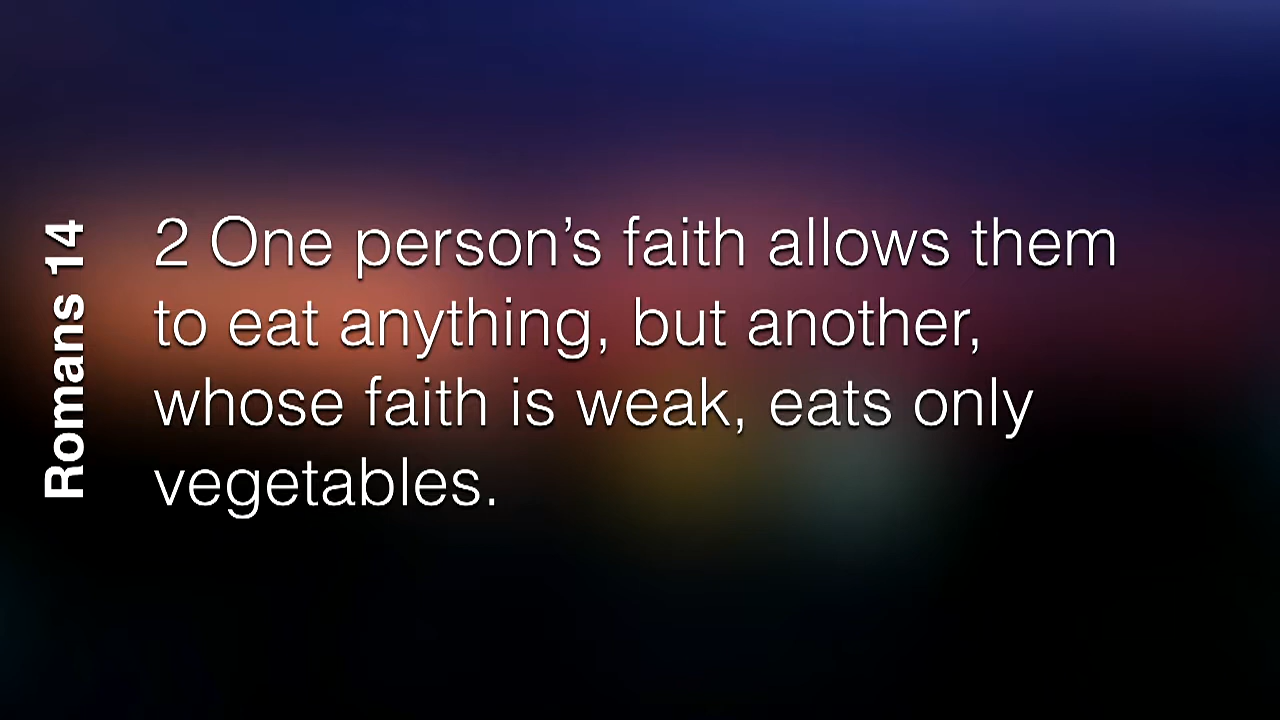 Romans 14
2 One person’s faith allows them
to eat anything, but another,
whose faith is weak, eats only
vegetables.